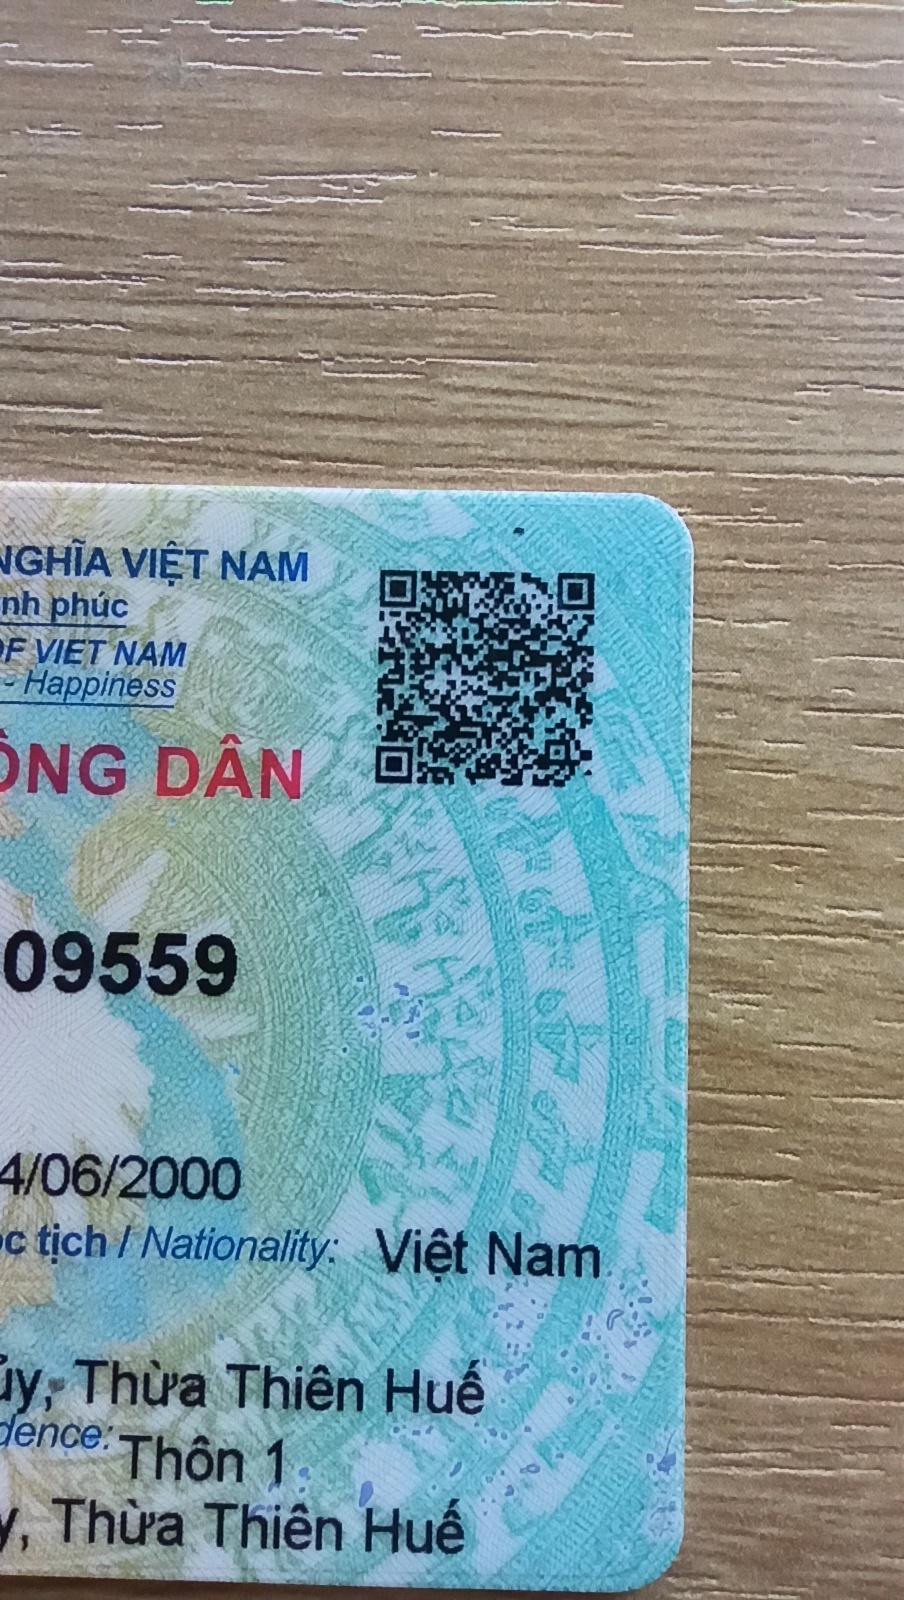 NGHĨA VIỆT NAM
nh phúc
OF VIET NAM
- Happiness
ÔNG DÂN
09559
4/06/2000
c tịch / Nationality: Việt Nam
ủy, Thừa Thiên Huế
dence: Thôn 1
y, Thừa Thiên Huế